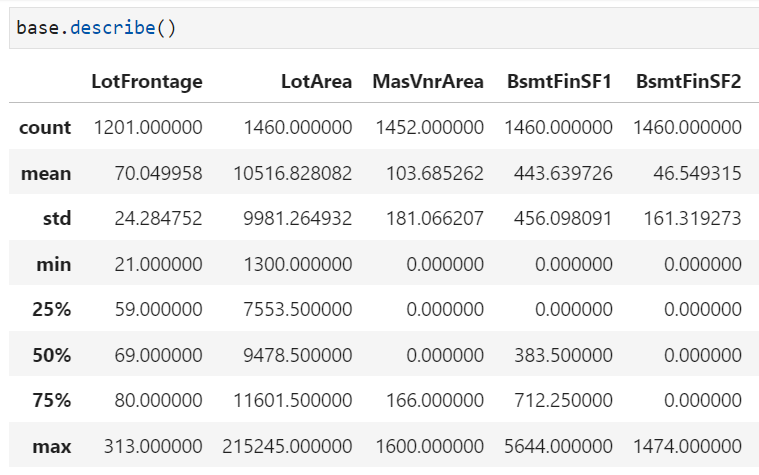 base.describe()
LotFrontage LotArea MasVnrArea BsmtFinSF1 BsmtFinSF2
count 1201.000000 1460.000000 1452.000000 1460.000000 1460.000000
mean 70.049958 10516.828082 103.685262 443.639726 46.549315
std 24.284752 9981.264932 181.066207 456.098091 161.319273
min 21.000000 1300.000000 0.000000 0.000000 0.000000
25% 59.000000 7553.500000 0.000000 0.000000 0.000000
50% 69.000000 9478.500000 0.000000 383.500000 0.000000
75% 80.000000 11601.500000 166.000000 712.250000 0.000000
max 313.000000 215245.000000 1600.000000 5644.000000 1474.000000